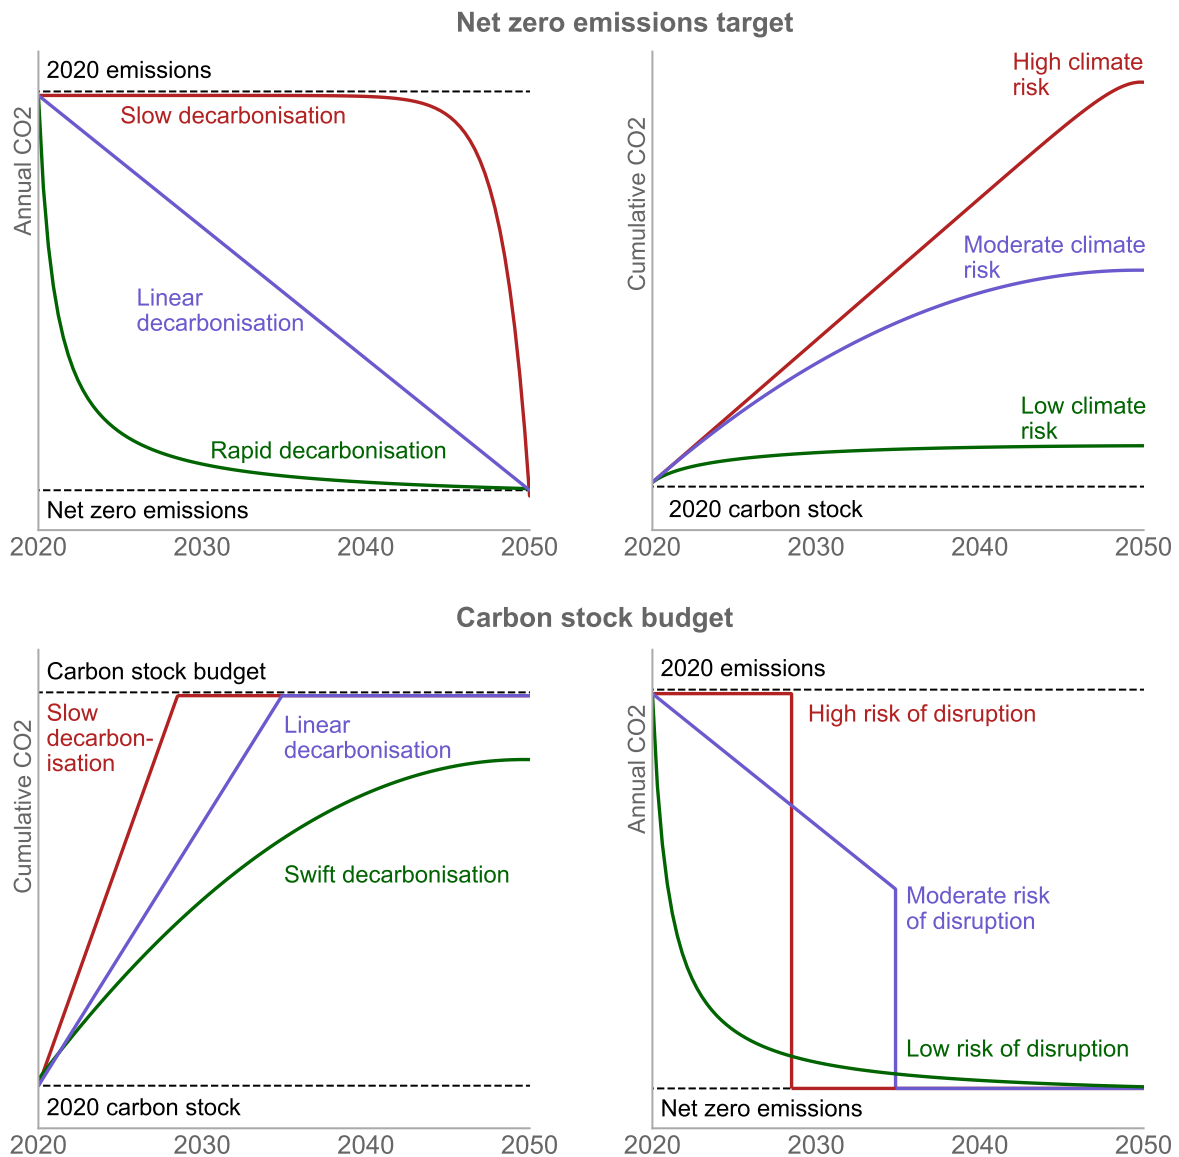 Net zero emissions target
2020 emissions
Slow decarbonisation
Annual CO2
Linear
decarbonisation
Rapid decarbonisation
Net zero emissions
2020
2030
2040
2050
High climate
risk
Cumulative CO2
Moderate climate
risk
Low climate
risk
2020 carbon stock
2020
2030
2040
2050
Carbon stock budget
Carbon stock budget
Slow
decarbon-
isation
Linear
decarbonisation
Cumulative CO2
Swift decarbonisation
2020 carbon stock
2020
2030
2040
2050
2020 emissions
High risk of disruption
Annual CO2
Moderate risk
of disruption
Low risk of disruption
Net zero emissions
2020
2030
2040
2050